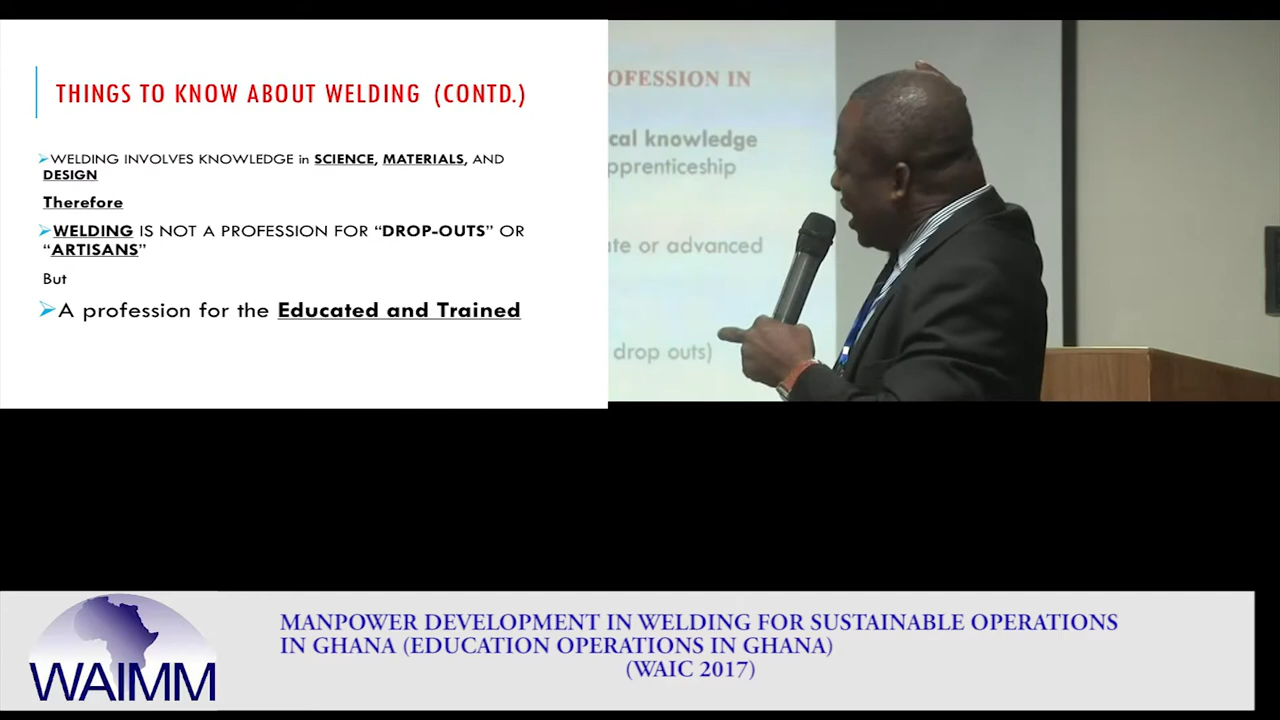 THINGS TO KNOW ABOUT WELDING (CONTD.)
WELDING INVOLVES KNOWLEDGE in SCIENCE, MATERIALS, AND
DESIGN
Therefore
WELDING IS NOT A PROFESSION FOR “DROP-OUTS” OR
“ARTISANS”
But
A profession for the Educated and Trained
OFESSION IN
cal knowledge
pprenticeship
te or advanced
drop outs)
WAIMM
MANPOWER DEVELOPMENT IN WELDING FOR SUSTAINABLE OPERATIONS
IN GHANA (EDUCATION OPERATIONS IN GHANA)
(WAIC 2017)